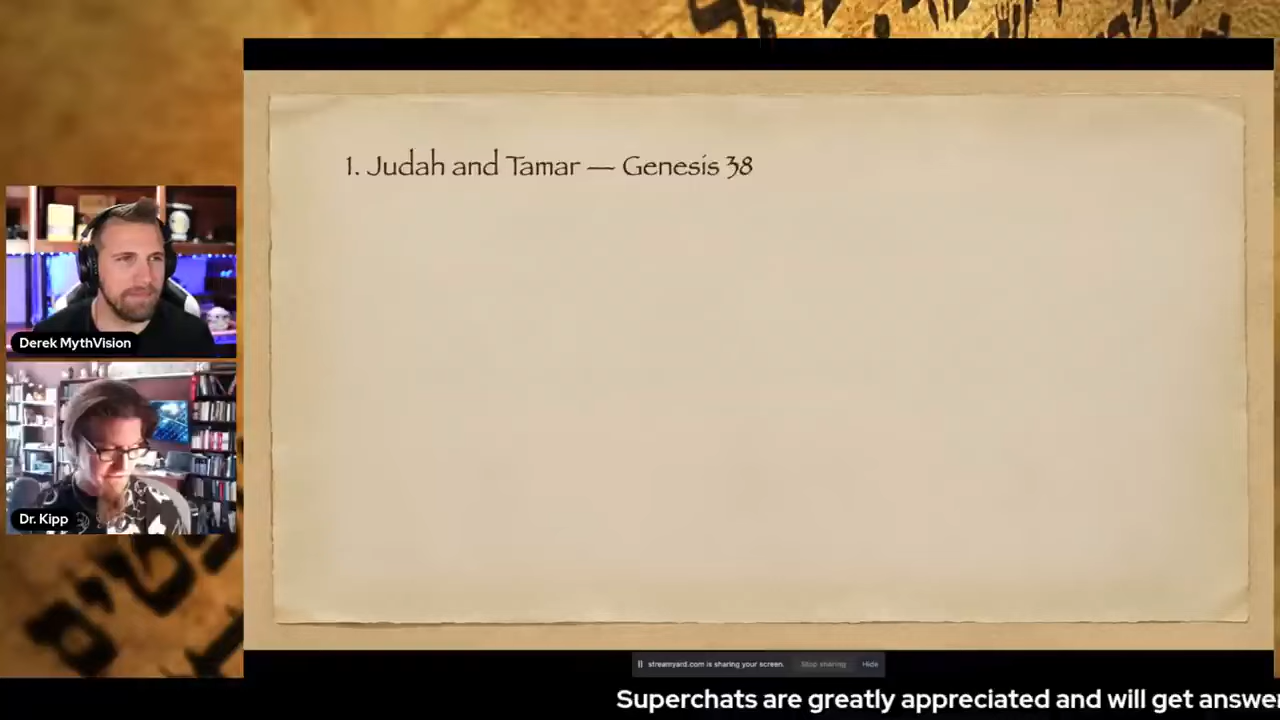 1. Judah and Tamar — Genesis 38
Derek MythVision
Dr. Kipp
streamyard.com is sharing your screen. Stop sharing Hide
Superchats are greatly appreciated and will get answe